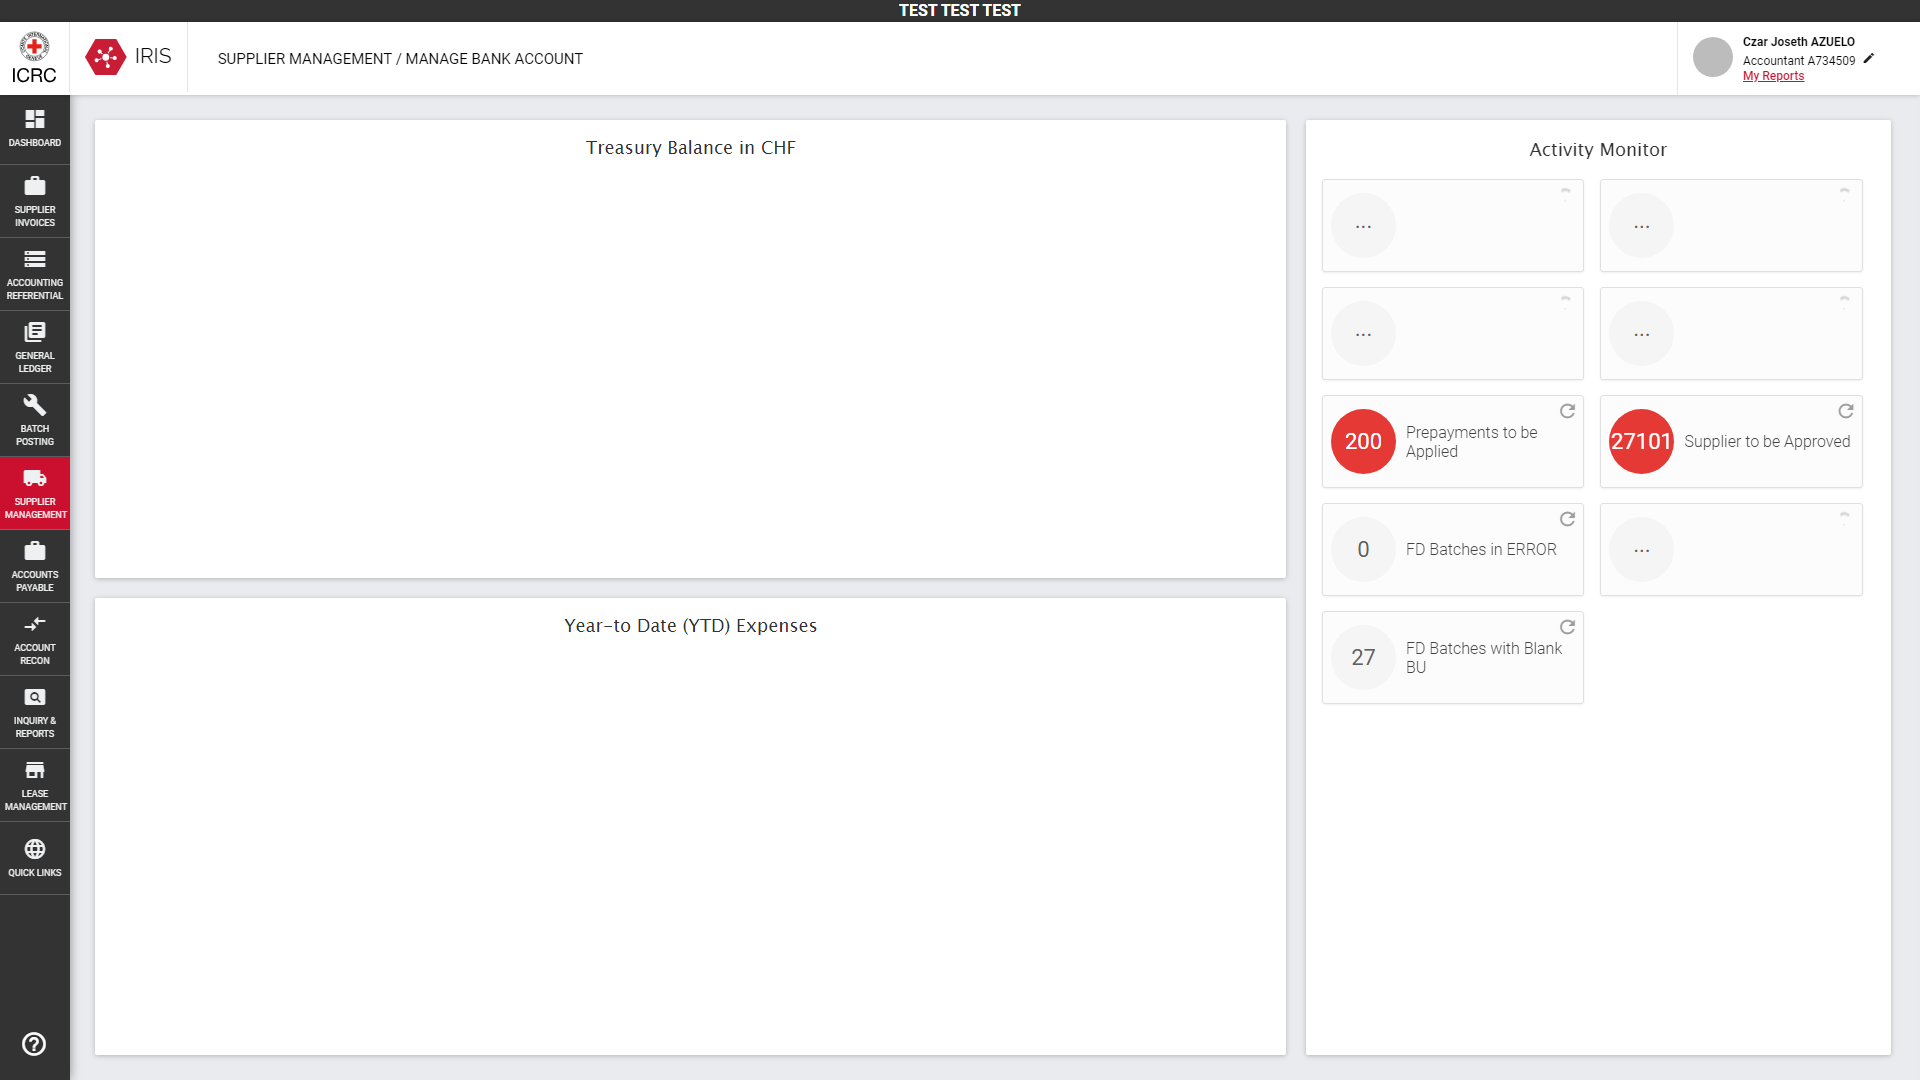 TEST TEST TEST
ICRC
IRIS
SUPPLIER MANAGEMENT / MANAGE BANK ACCOUNT
Czar Joseth AZUELO
Accountant A734509
My Reports
DASHBOARD
SUPPLIER
INVOICES
ACCOUNTING
REFERENTIAL
GENERAL
LEDGER
BATCH
POSTING
SUPPLIER
MANAGEMENT
ACCOUNTS
PAYABLE
ACCOUNT
RECON
INQUIRY &
REPORTS
LEASE
MANAGEMENT
QUICK LINKS
Treasury Balance in CHF
Year-to Date (YTD) Expenses
Activity Monitor
...
...
...
...
200
Prepayments to be
Applied
27101
Supplier to be Approved
0
FD Batches in ERROR
...
27
FD Batches with Blank
BU